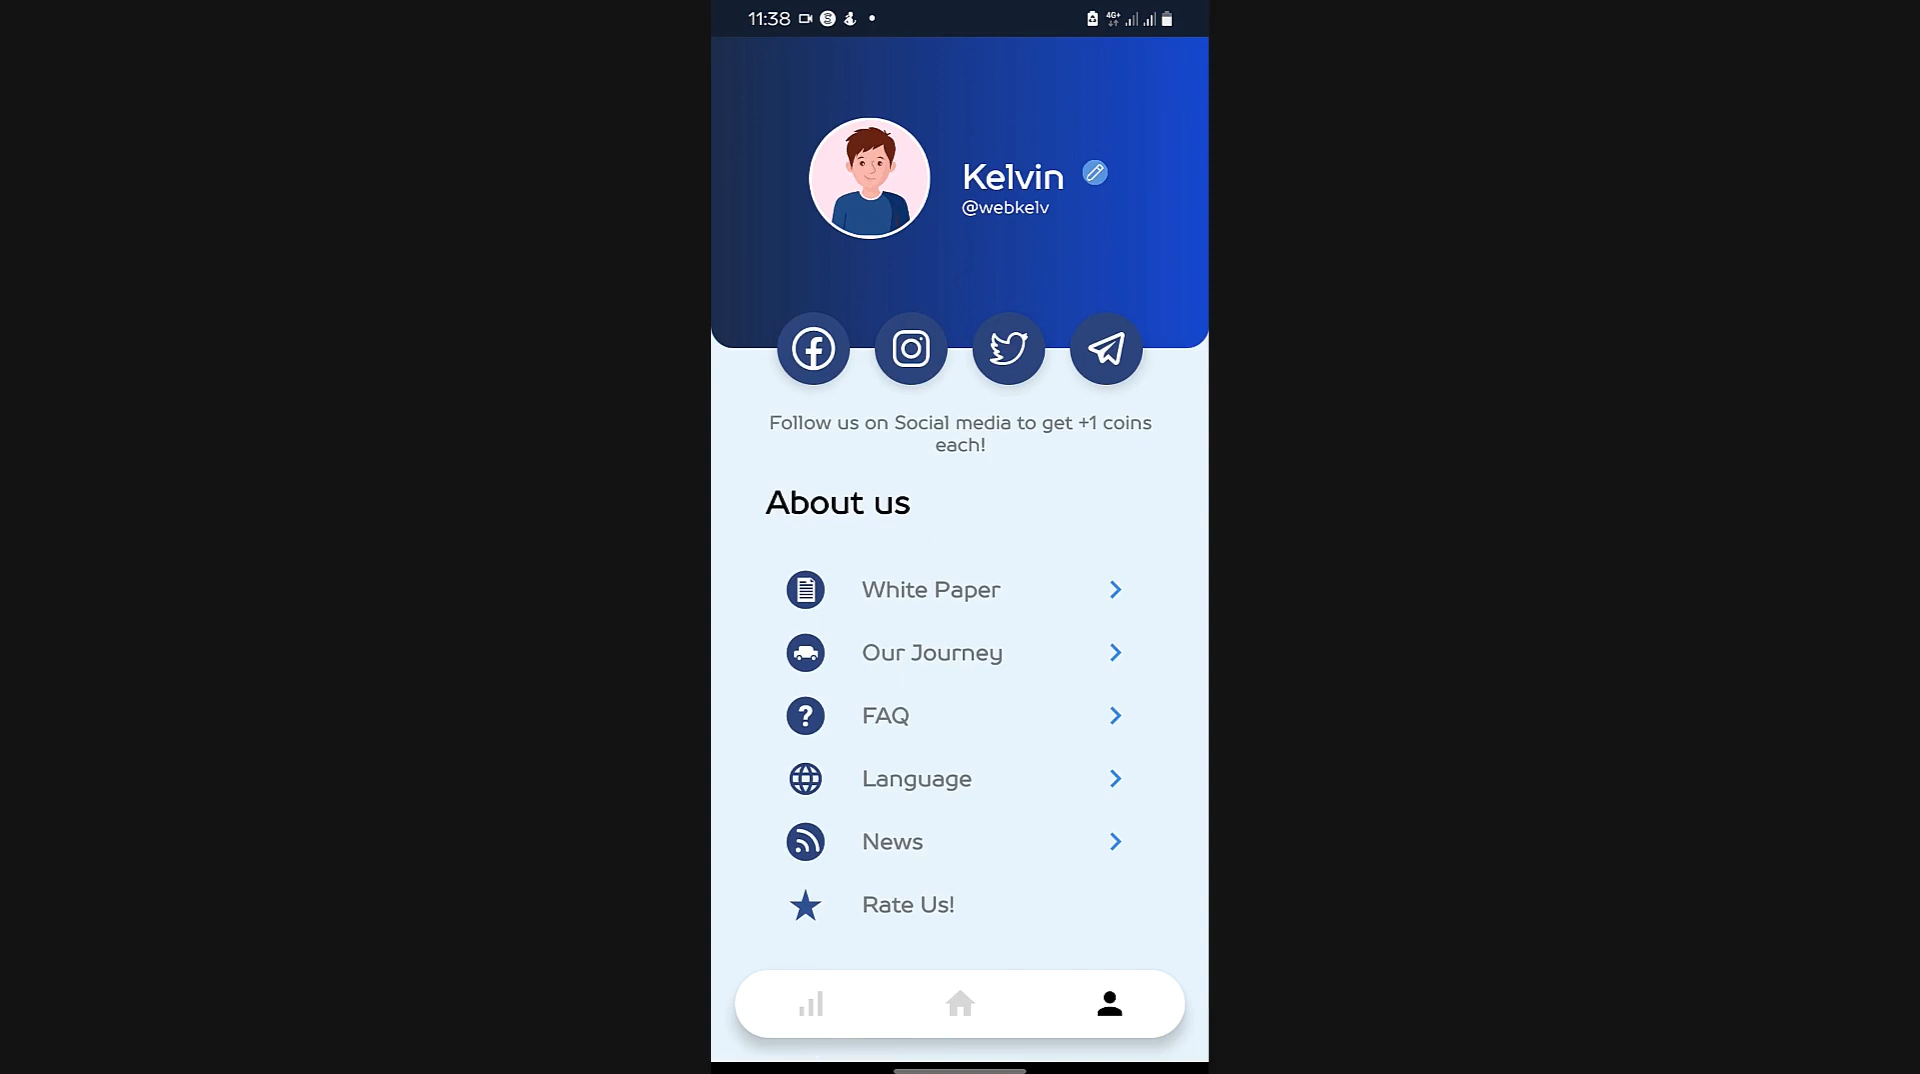 11:38
4G+
Kelvin
@webkelv
Follow us on Social media to get +1 coins
each!
About us
White Paper
Our Journey
FAQ
Language
News
Rate Us!